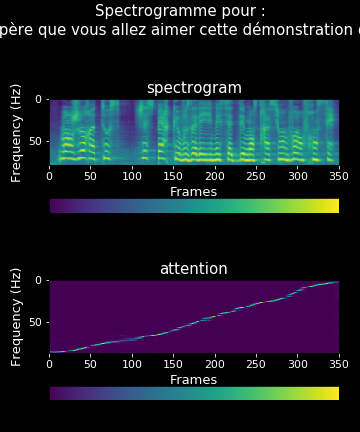 Spectrogramme pour :
père que vous allez aimer cette démonstration
spectrogram
Frequency (Hz)
0
50
0 50 100 150 200 250 300 350
Frames
attention
Frequency (Hz)
0
50
0 50 100 150 200 250 300 350
Frames